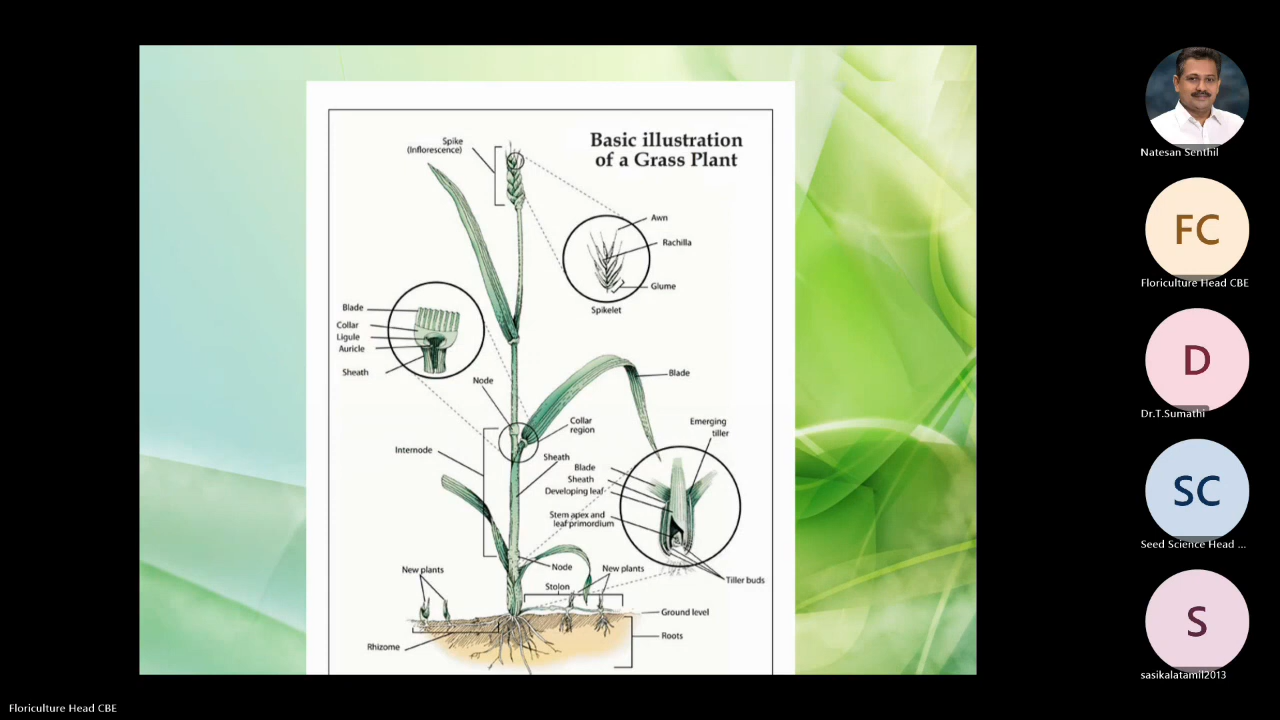 Basic illustration
of a Grass Plant
Spike
(Inflorescence)
Awn
Rachilla
Glume
Spikelet
Blade
Collar
Ligule
Auricle
Sheath
Node
Blade
Collar
region
Emerging
tiller
Internode
Sheath
Blade
Sheath
Developing leaf
Stem apex and
leaf primordium
Node
New plants
New plants
Stolon
Tiller buds
Ground level
Roots
Rhizome
Natesan Senthil
FC
Floriculture Head CBE
D
Dr.T.Sumathi
SC
Seed Science Head ...
S
sasikalatamil2013
Floriculture Head CBE